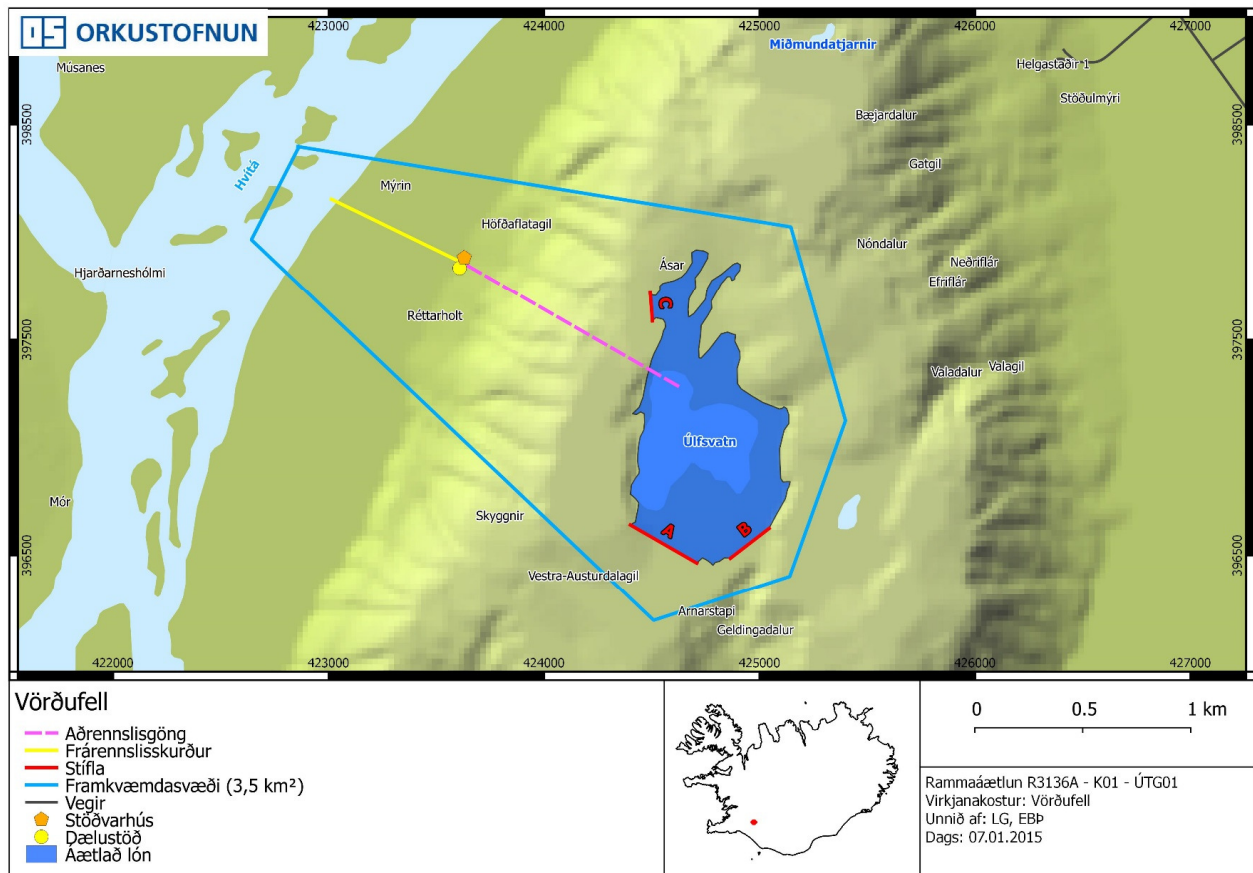 OS ORKUSTOFNUN
423000
424000
425000
426000
427000
Miðmundatjarnir
Helgastaðir 1
Músanes
Stöðulmýri
Bæjardalur
398500
398500
Gatgil
Hvítá
Mýrin
Höfðaflatagil
Nóndalur
Neðriflár
Ásar
Hjarðarneshólmi
Efriflár
C
Réttarholt
397500
397500
Valadalur
Valagil
Úlfsvatn
Mór
Skyggnir
A
B
396500
396500
Vestra-Austurdalagil
Arnarstapi
Geldingadalur
422000
423000
424000
425000
426000
427000
Vörðufell
Aðrennslisgöng
Frárennslisskurður
Stífla
Framkvæmdasvæði (3,5 km²)
Vegir
Stöðvarhús
Dælustöð
Áætlað lón
0 0.5 1 km
Rammaáætlun R3136A - K01 - ÚTG01
Virkjanakostur: Vörðufell
Unnið af: LG, EBÞ
Dags: 07.01.2015